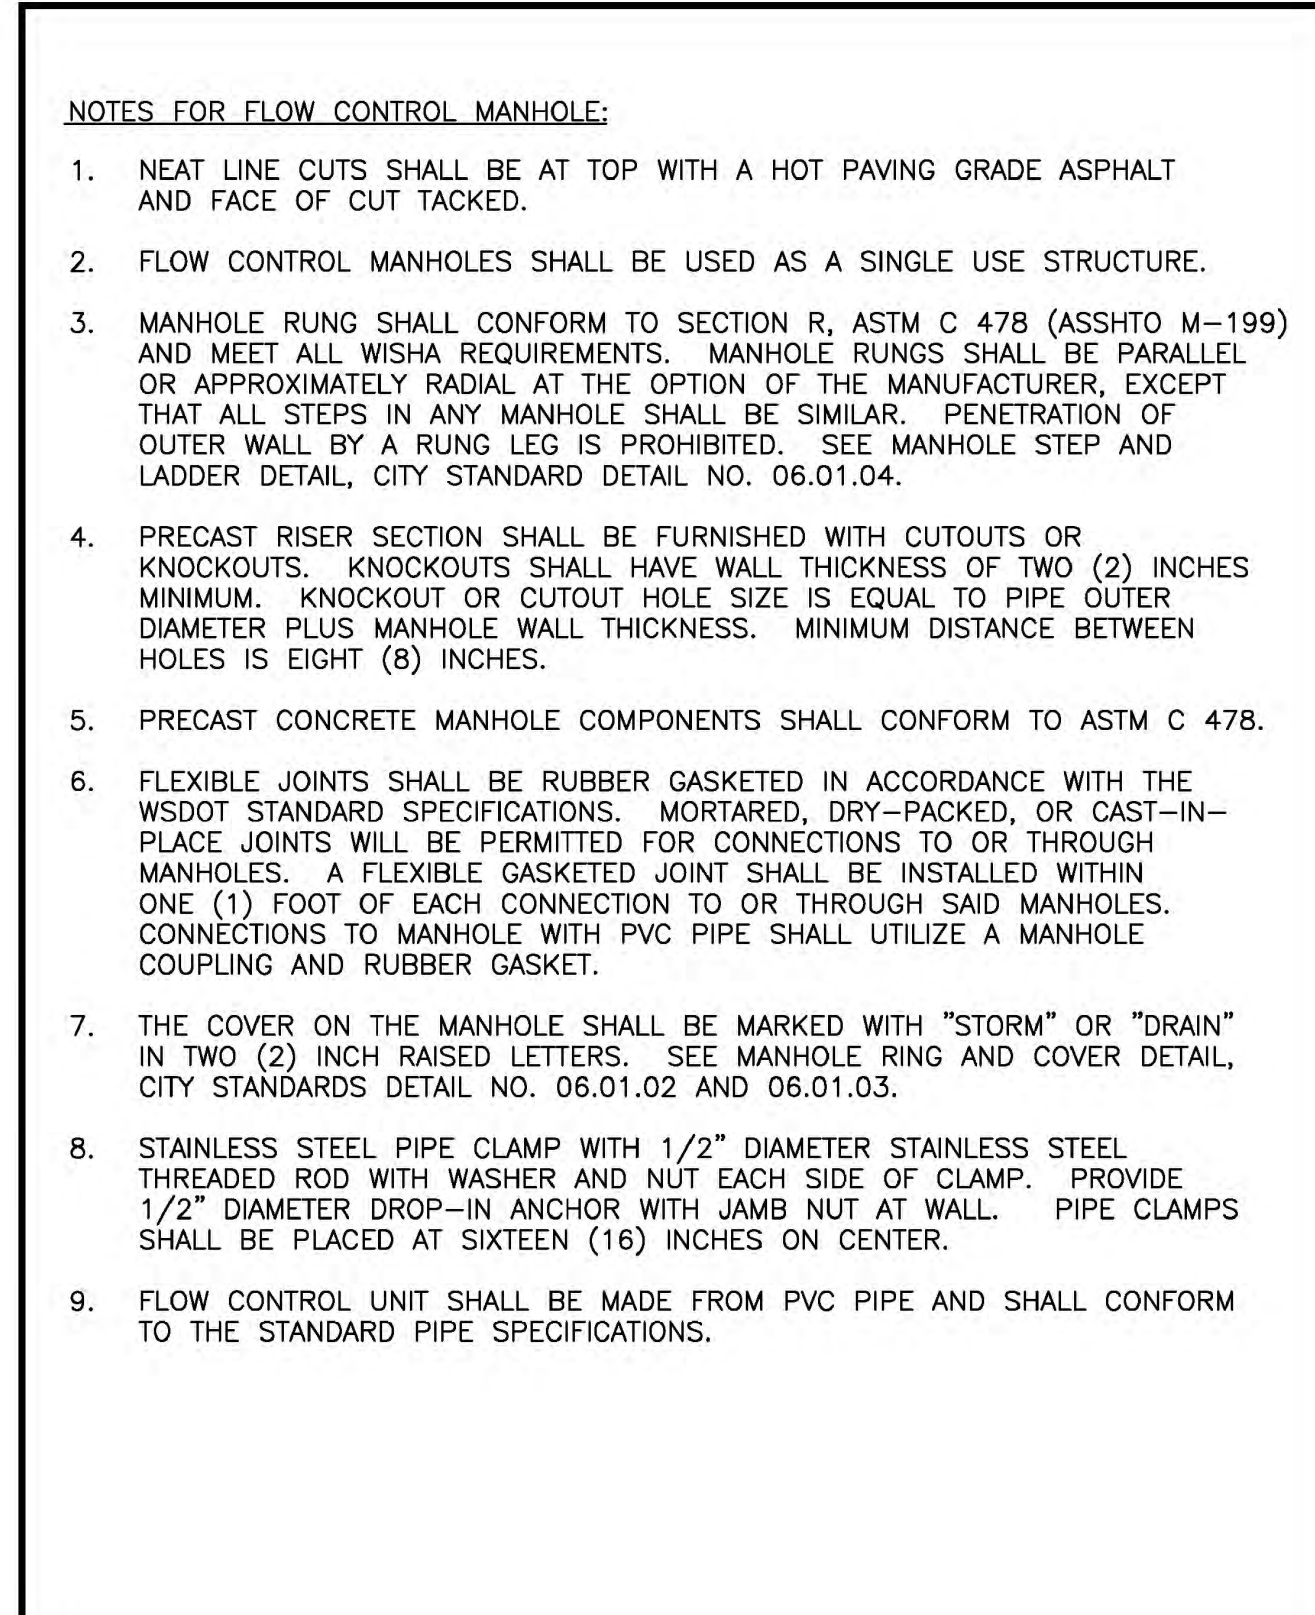 NOTES FOR FLOW CONTROL MANHOLE:
1. NEAT LINE CUTS SHALL BE AT TOP WITH A HOT PAVING GRADE ASPHALT
AND FACE OF CUT TACKED.
2. FLOW CONTROL MANHOLES SHALL BE USED AS A SINGLE USE STRUCTURE.
3. MANHOLE RUNG SHALL CONFORM TO SECTION R, ASTM C 478 (ASSHTO M-199)
AND MEET ALL WISHA REQUIREMENTS. MANHOLE RUNGS SHALL BE PARALLEL
OR APPROXIMATELY RADIAL AT THE OPTION OF THE MANUFACTURER, EXCEPT
THAT ALL STEPS IN ANY MANHOLE SHALL BE SIMILAR. PENETRATION OF
OUTER WALL BY A RUNG LEG IS PROHIBITED. SEE MANHOLE STEP AND
LADDER DETAIL, CITY STANDARD DETAIL NO. 06.01.04.
4. PRECAST RISER SECTION SHALL BE FURNISHED WITH CUTOUTS OR
KNOCKOUTS. KNOCKOUTS SHALL HAVE WALL THICKNESS OF TWO (2) INCHES
MINIMUM. KNOCKOUT OR CUTOUT HOLE SIZE IS EQUAL TO PIPE OUTER
DIAMETER PLUS MANHOLE WALL THICKNESS. MINIMUM DISTANCE BETWEEN
HOLES IS EIGHT (8) INCHES.
5. PRECAST CONCRETE MANHOLE COMPONENTS SHALL CONFORM TO ASTM C 478.
6. FLEXIBLE JOINTS SHALL BE RUBBER GASKETED IN ACCORDANCE WITH THE
WSDOT STANDARD SPECIFICATIONS. MORTARED, DRY-PACKED, OR CAST-IN-
PLACE JOINTS WILL BE PERMITTED FOR CONNECTIONS TO OR THROUGH
MANHOLES. A FLEXIBLE GASKETED JOINT SHALL BE INSTALLED WITHIN
ONE (1) FOOT OF EACH CONNECTION TO OR THROUGH SAID MANHOLES.
CONNECTIONS TO MANHOLE WITH PVC PIPE SHALL UTILIZE A MANHOLE
COUPLING AND RUBBER GASKET.
7. THE COVER ON THE MANHOLE SHALL BE MARKED WITH "STORM" OR "DRAIN"
IN TWO (2) INCH RAISED LETTERS. SEE MANHOLE RING AND COVER DETAIL,
CITY STANDARDS DETAIL NO. 06.01.02 AND 06.01.03.
8. STAINLESS STEEL PIPE CLAMP WITH 1/2" DIAMETER STAINLESS STEEL
THREADED ROD WITH WASHER AND NUT EACH SIDE OF CLAMP. PROVIDE
1/2" DIAMETER DROP-IN ANCHOR WITH JAMB NUT AT WALL. PIPE CLAMPS
SHALL BE PLACED AT SIXTEEN (16) INCHES ON CENTER.
9. FLOW CONTROL UNIT SHALL BE MADE FROM PVC PIPE AND SHALL CONFORM
TO THE STANDARD PIPE SPECIFICATIONS.